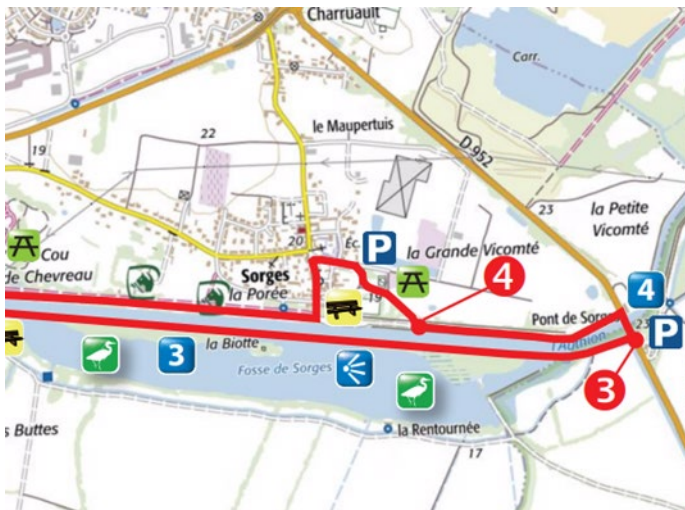 Charruault
Carr.
22
le Maupertuis
D 952
19
23
la Petite
Vicomté
20
Éc.
P
la Grande Vicomté
Cou
de Chevreau
Sorges
la Porée
19
4
4
Pont de Sorges
23
P
l'Authion
3
la Biotte
Fosse de Sorges
3
s Buttes
la Rentournée
17